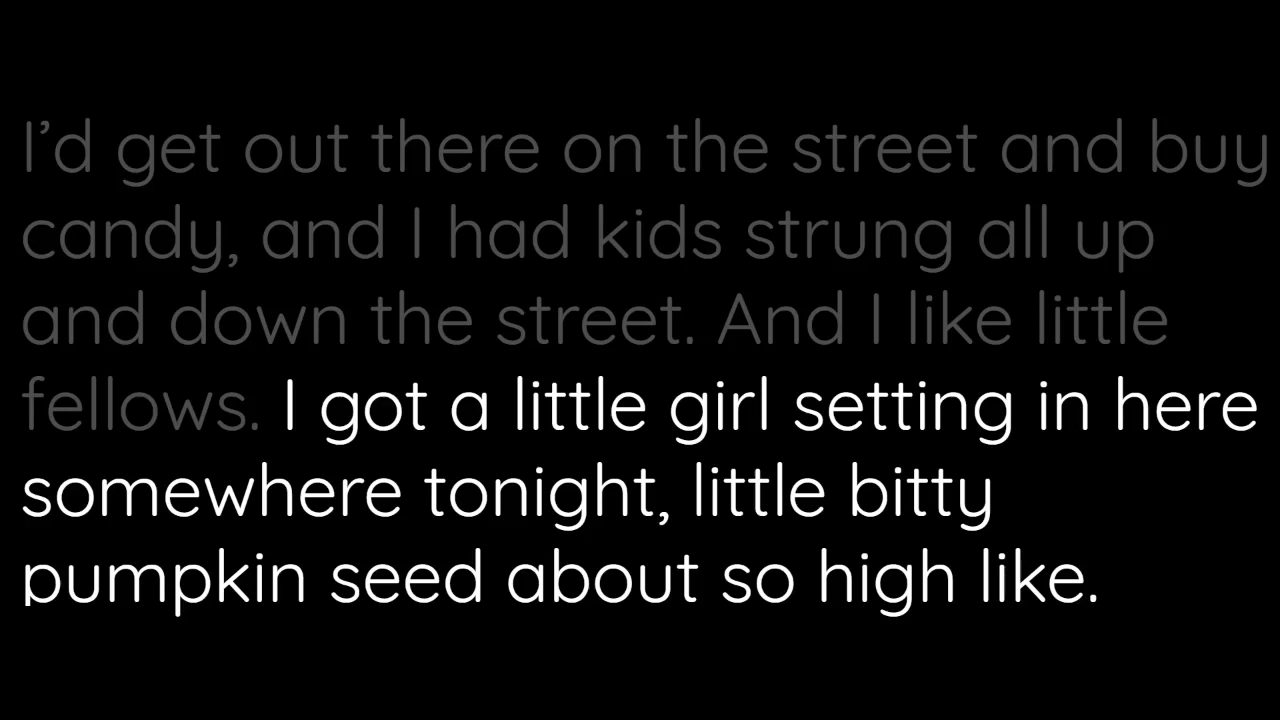 I’d get out there on the street and buy
candy, and I had kids strung all up
and down the street. And I like little
fellows. I got a little girl setting in here
somewhere tonight, little bitty
pumpkin seed about so high like.